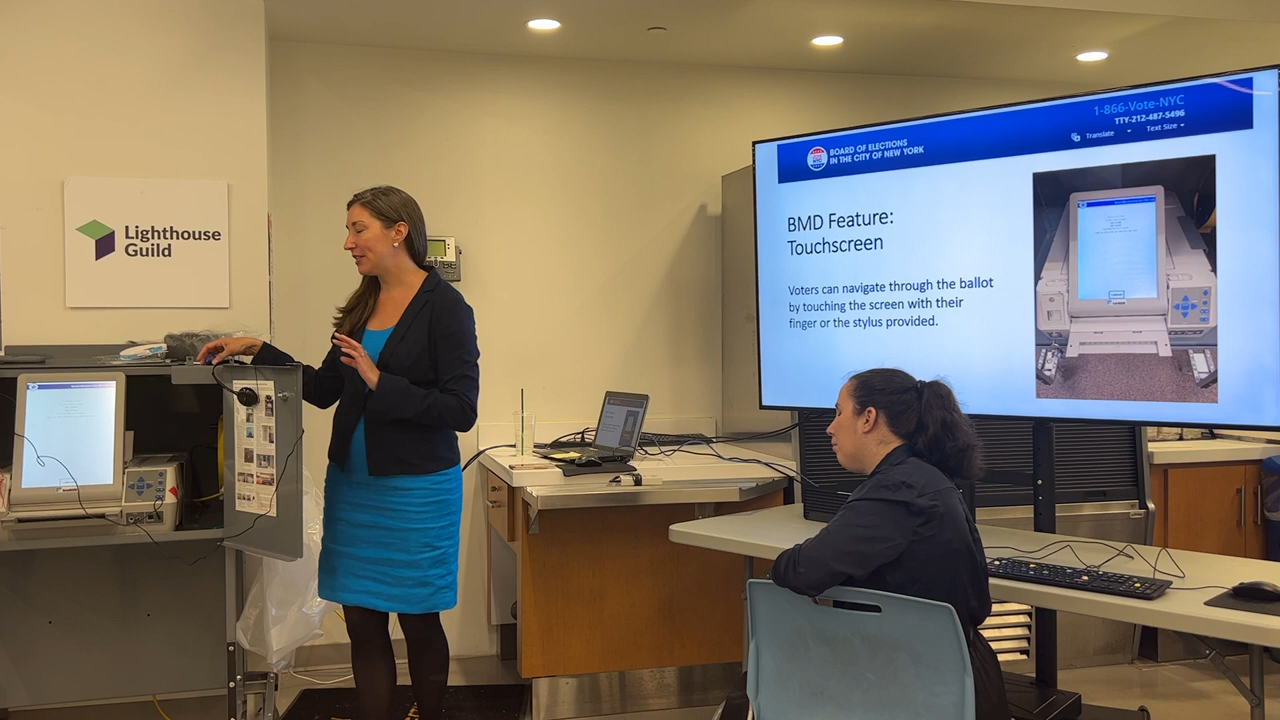 Lighthouse
Guild
1-866-Vote-NYC
TTY-212-487-5496
Translate
Text Size
BOARD OF ELECTIONS
IN THE CITY OF NEW YORK
BMD Feature:
Touchscreen
Voters can navigate through the ballot
by touching the screen with their
finger or the stylus provided.